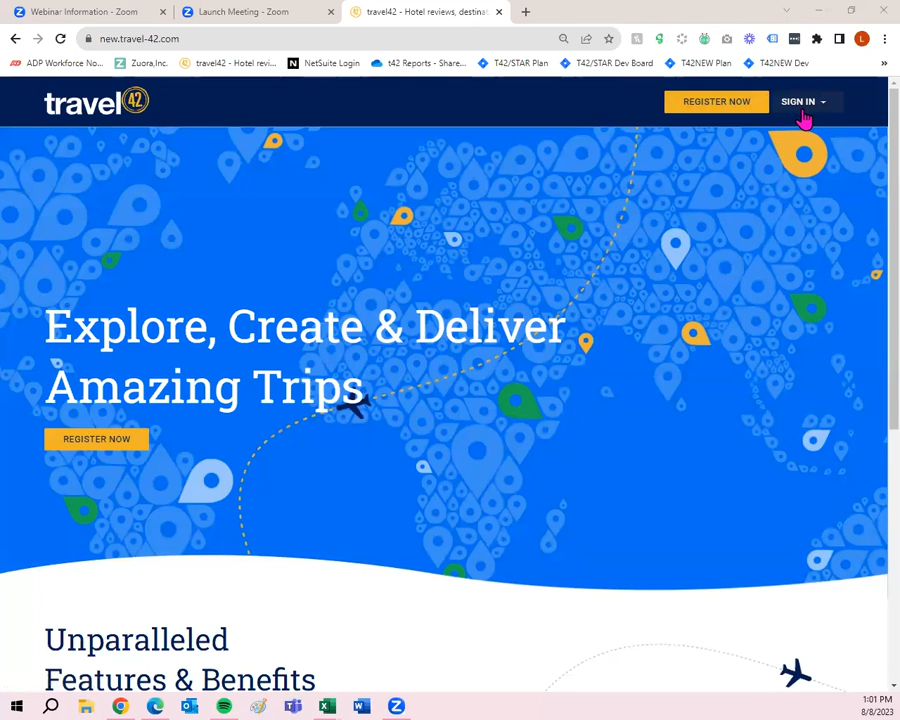 Webinar Information - Zoom
Launch Meeting - Zoom
travel42 - Hotel reviews, destinat
new.travel-42.com
L
ADP Workforce No...
Zuora,Inc.
travel42 - Hotel revi...
NetSuite Login
t42 Reports - Share...
T42/STAR Plan
T42/STAR Dev Board
T42NEW Plan
T42NEW Dev
»
travel 42
REGISTER NOW
SIGN IN
Explore, Create & Deliver
Amazing Trips
REGISTER NOW
Unparalleled
Features & Benefits
1:01 PM
8/8/2023